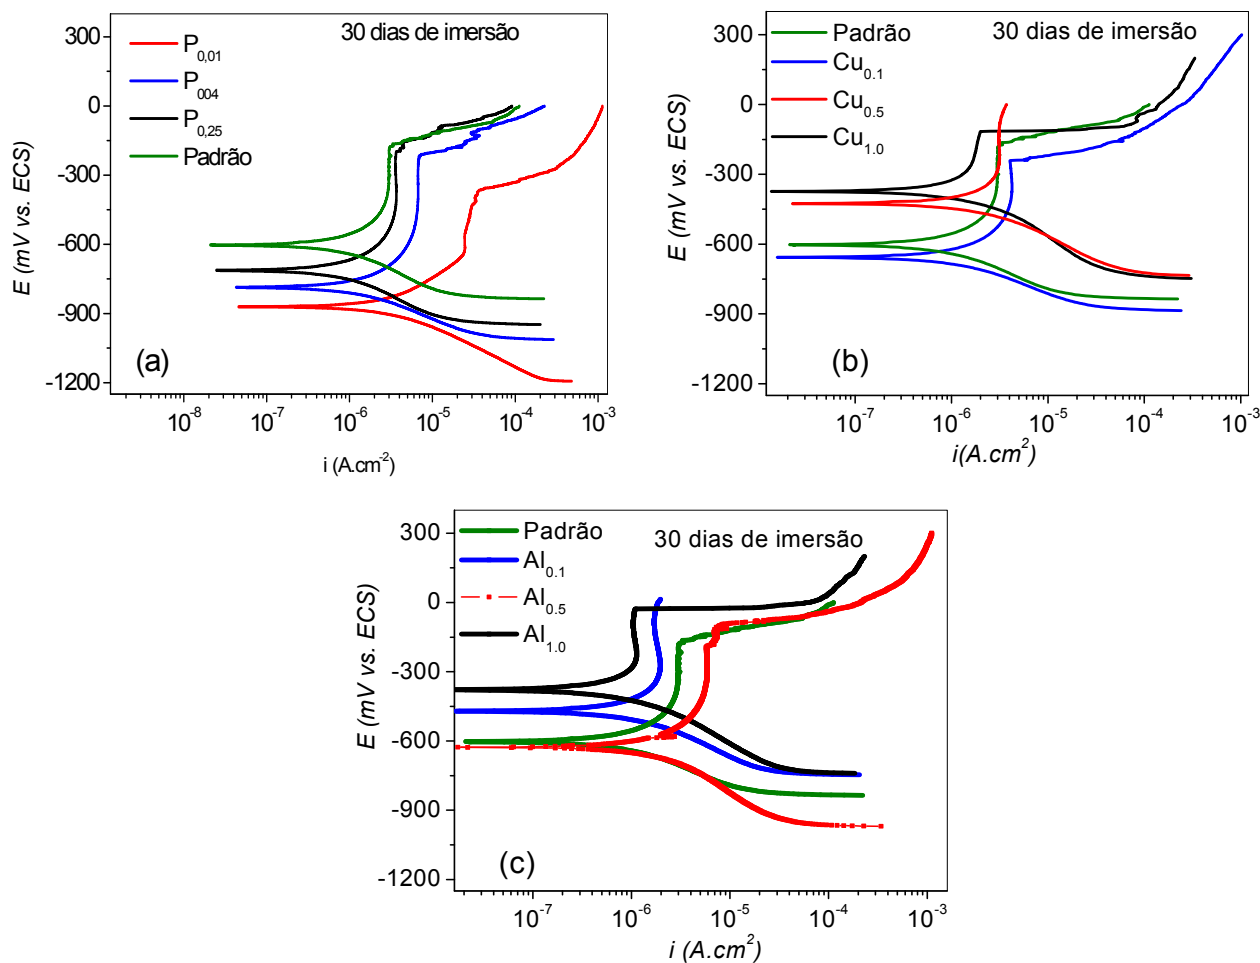 30 dias de imersão
P0,01
P004
P0,25
Padrão
300
0
-300
-600
-900
-1200
E (mV vs. ECS)
(a)
10-8
10-7
10-6
10-5
10-4
10-3
i (A.cm-2)
Padrão
30 dias de imersão
Cu0.1
Cu0.5
Cu1.0
300
0
-300
-600
-900
-1200
E (mV vs. ECS)
(b)
10-7
10-6
10-5
10-4
10-3
i(A.cm2)
Padrão
30 dias de imersão
Al0.1
Al0.5
Al1.0
300
0
-300
-600
-900
-1200
E (mV vs. ECS)
(c)
10-7
10-6
10-5
10-4
10-3
i (A.cm2)